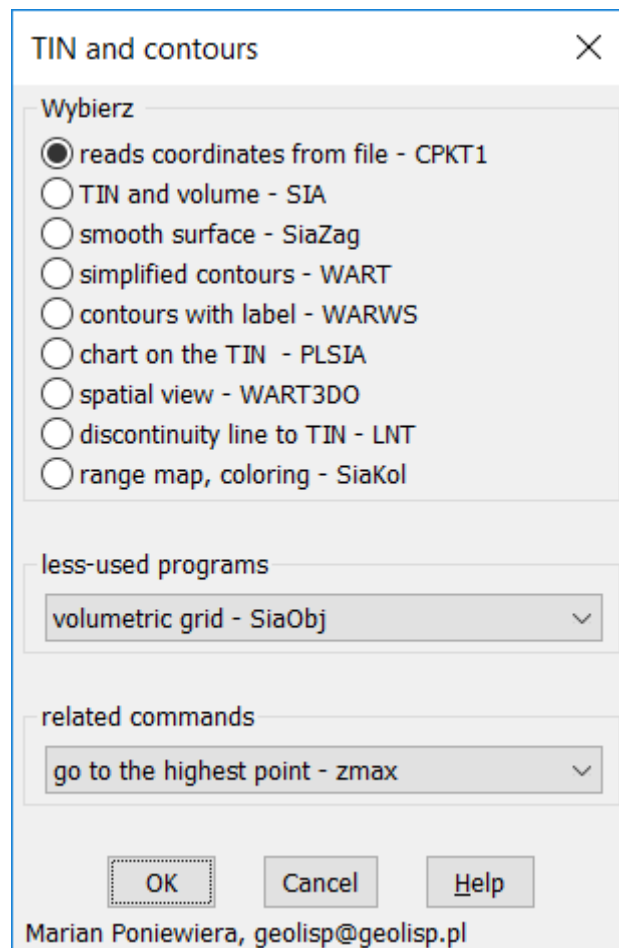 TIN and contours
Wybierz
reads coordinates from file - CPKT1
TIN and volume - SIA
smooth surface - SiaZag
simplified contours - WART
contours with label - WARWS
chart on the TIN - PLSIA
spatial view - WART3DO
discontinuity line to TIN - LNT
range map, coloring - SiaKol
less-used programs
volumetric grid - SiaObj
related commands
go to the highest point - zmax
OK Cancel Help
Marian Poniewiera, geolisp@geolisp.pl